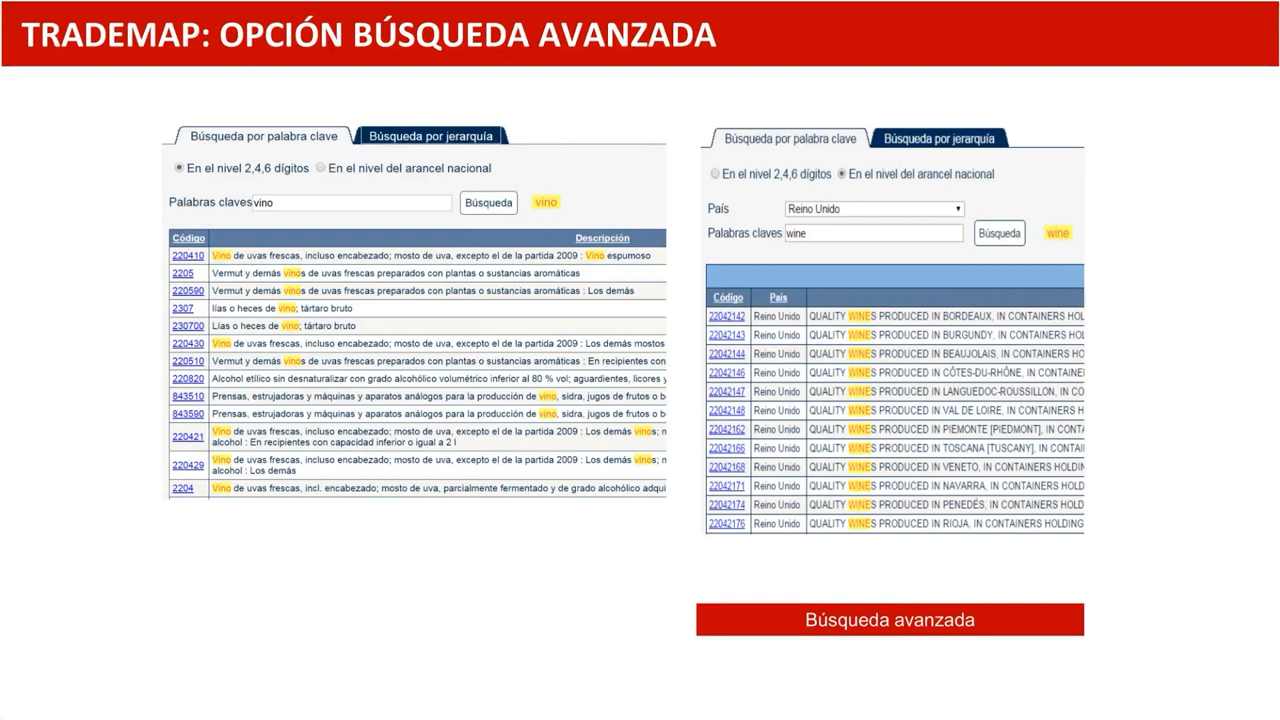 TRADEMAP: OPCIÓN BÚSQUEDA AVANZADA
Búsqueda por palabra clave Búsqueda por jerarquía
En el nivel 2,4,6 dígitos En el nivel del arancel nacional
Palabras claves vino Búsqueda vino
Código Descripción
220410 Vino de uvas frescas, incluso encabezado; mosto de uva, excepto el de la partida 2009 : Vino espumoso
2205 Vermut y demás vinos de uvas frescas preparados con plantas o sustancias aromáticas
220590 Vermut y demás vinos de uvas frescas preparados con plantas o sustancias aromáticas : Los demás
2307 lías o heces de vino; tártaro bruto
230700 Lías o heces de vino; tártaro bruto
220430 Vino de uvas frescas, incluso encabezado; mosto de uva, excepto el de la partida 2009 : Los demás mostos
220510 Vermut y demás vinos de uvas frescas preparados con plantas o sustancias aromáticas : En recipientes con
220820 Alcohol etílico sin desnaturalizar con grado alcohólico volumétrico inferior al 80 % vol; aguardientes, licores y
843510 Prensas, estrujadoras y máquinas y aparatos análogos para la producción de vino, sidra, jugos de frutos o b
843590 Prensas, estrujadoras y máquinas y aparatos análogos para la producción de vino, sidra, jugos de frutos o b
220421 Vino de uvas frescas, incluso encabezado; mosto de uva, excepto el de la partida 2009 : Los demás vinos; m
alcohol : En recipientes con capacidad inferior o igual a 2 l
220429 Vino de uvas frescas, incluso encabezado; mosto de uva, excepto el de la partida 2009 : Los demás vinos; m
alcohol : Los demás
2204 Vino de uvas frescas, incl. encabezado; mosto de uva, parcialmente fermentado y de grado alcohólico adqui
Búsqueda por palabra clave Búsqueda por jerarquía
En el nivel 2,4,6 dígitos En el nivel del arancel nacional
País Reino Unido
Palabras claves wine Búsqueda wine
Código País
22042142 Reino Unido QUALITY WINES PRODUCED IN BORDEAUX, IN CONTAINERS HOL
22042143 Reino Unido QUALITY WINES PRODUCED IN BURGUNDY, IN CONTAINERS HOL
22042144 Reino Unido QUALITY WINES PRODUCED IN BEAUJOLAIS, IN CONTAINERS HO
22042146 Reino Unido QUALITY WINES PRODUCED IN CÔTES-DU-RHÔNE, IN CONTAINE
22042147 Reino Unido QUALITY WINES PRODUCED IN LANGUEDOC-ROUSSILLON, IN CO
22042148 Reino Unido QUALITY WINES PRODUCED IN VAL DE LOIRE, IN CONTAINERS H
22042162 Reino Unido QUALITY WINES PRODUCED IN PIEMONTE [PIEDMONT], IN CONTA
22042166 Reino Unido QUALITY WINES PRODUCED IN TOSCANA [TUSCANY], IN CONTAI
22042168 Reino Unido QUALITY WINES PRODUCED IN VENETO, IN CONTAINERS HOLDIN
22042171 Reino Unido QUALITY WINES PRODUCED IN NAVARRA, IN CONTAINERS HOLD
22042174 Reino Unido QUALITY WINES PRODUCED IN PENEDÉS, IN CONTAINERS HOLD
22042176 Reino Unido QUALITY WINES PRODUCED IN RIOJA, IN CONTAINERS HOLDING
Búsqueda avanzada